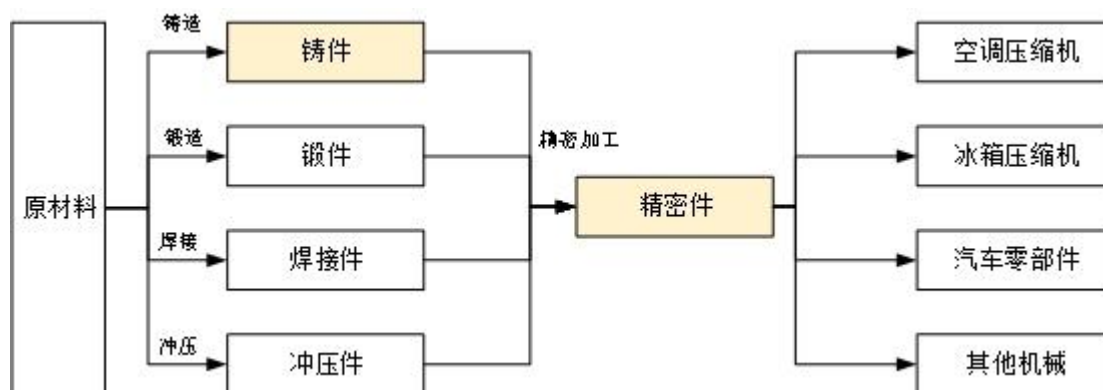 铸造
铸件
空调压缩机
锻造
锻件
精密加工
冰箱压缩机
原材料
精密件
焊接
焊接件
汽车零部件
冲压
冲压件
其他机械